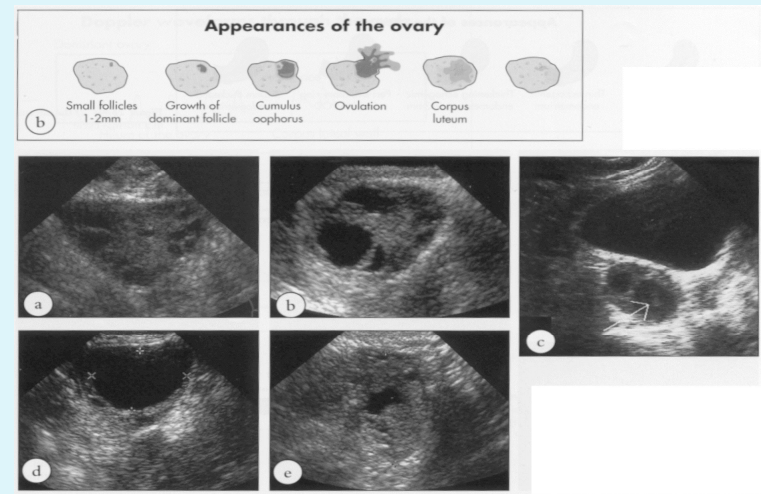 Appearances of the ovary
Small follicles
1-2mm
Growth of
dominant follicle
Cumulus
oophorus
Ovulation
Corpus
luteum
b
a
b
c
d
e